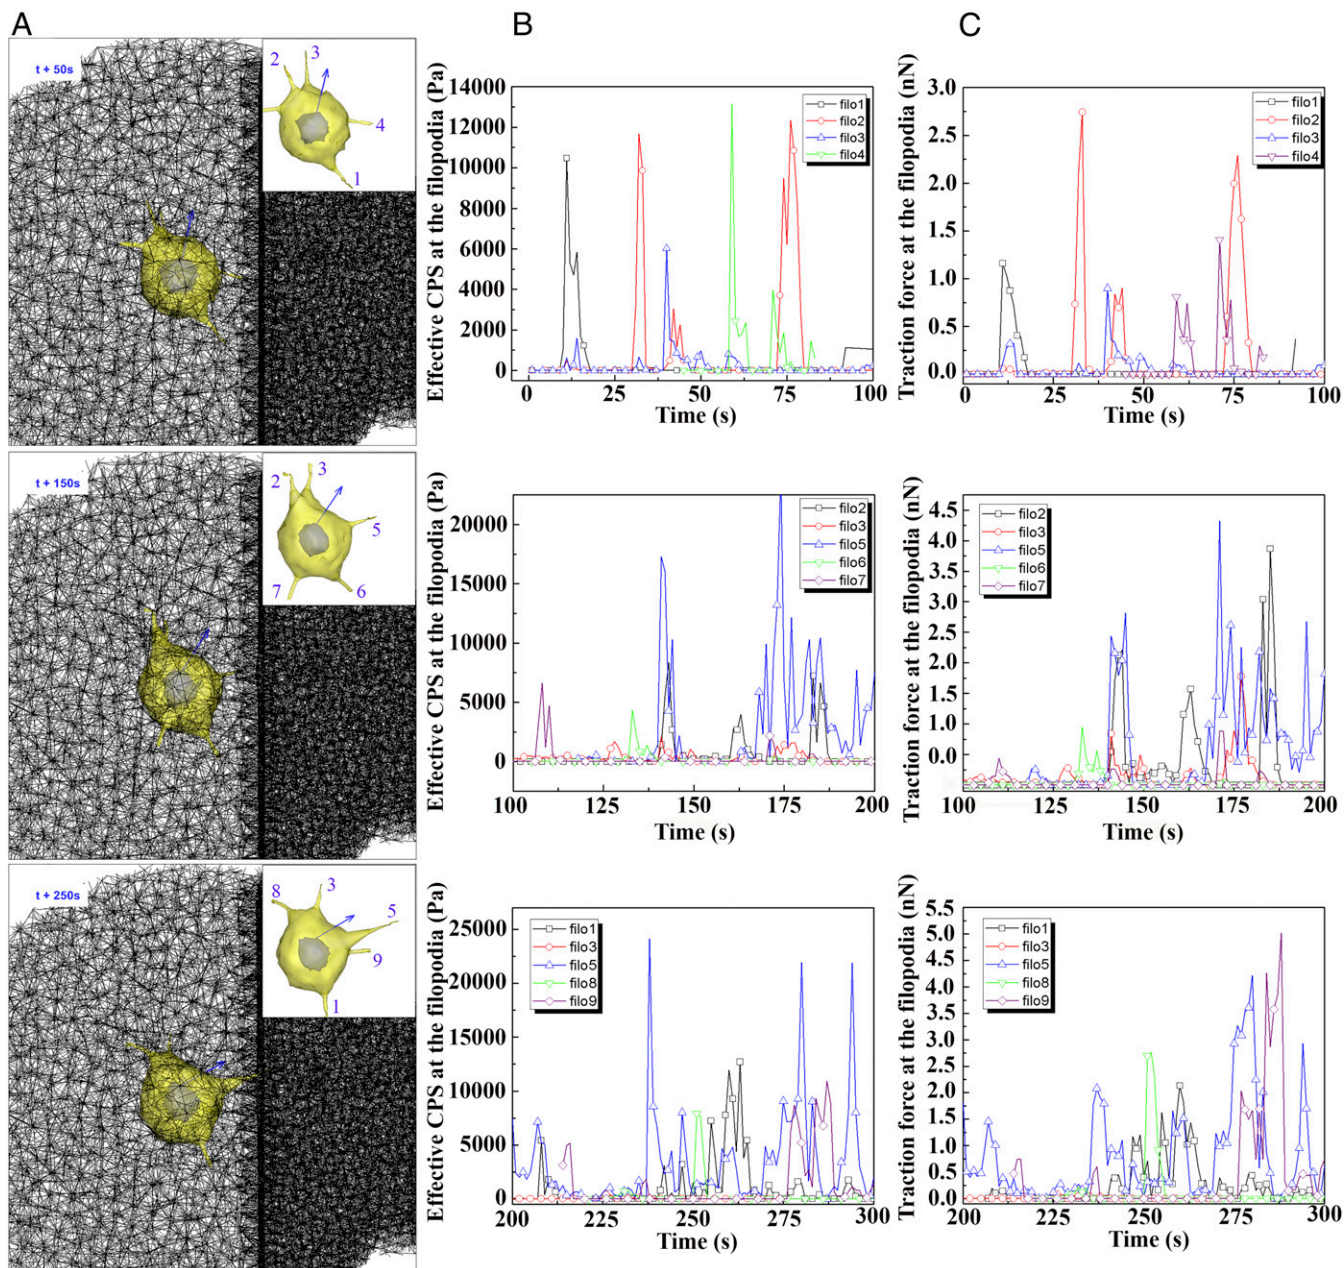 A
B
C
t + 50s
2
3
4
1
Effective CPS at the filopodia (Pa)
14000
12000
10000
8000
6000
4000
2000
0
0
25
50
75
100
Time (s)
filo1
filo2
filo3
filo4
Traction force at the filopodia (nN)
3.0
2.5
2.0
1.5
1.0
0.5
0.0
0
25
50
75
100
Time (s)
filo1
filo2
filo3
filo4
t + 150s
2
3
5
7
6
Effective CPS at the filopodia (Pa)
20000
15000
10000
5000
0
100
125
150
175
200
Time (s)
filo2
filo3
filo5
filo6
filo7
Traction force at the filopodia (nN)
4.5
4.0
3.5
3.0
2.5
2.0
1.5
1.0
0.0
100
125
150
175
200
Time (s)
filo2
filo3
filo5
filo6
filo7
t + 250s
8
3
5
9
1
Effective CPS at the filopodia (Pa)
25000
20000
15000
10000
5000
0
200
225
250
275
300
Time (s)
filo1
filo3
filo5
filo8
filo9
Traction force at the filopodia (nN)
5.5
5.0
4.5
4.0
3.5
3.0
2.5
2.0
1.5
1.0
0.5
0.0
200
225
250
275
300
Time (s)
filo1
filo3
filo5
filo8
filo9